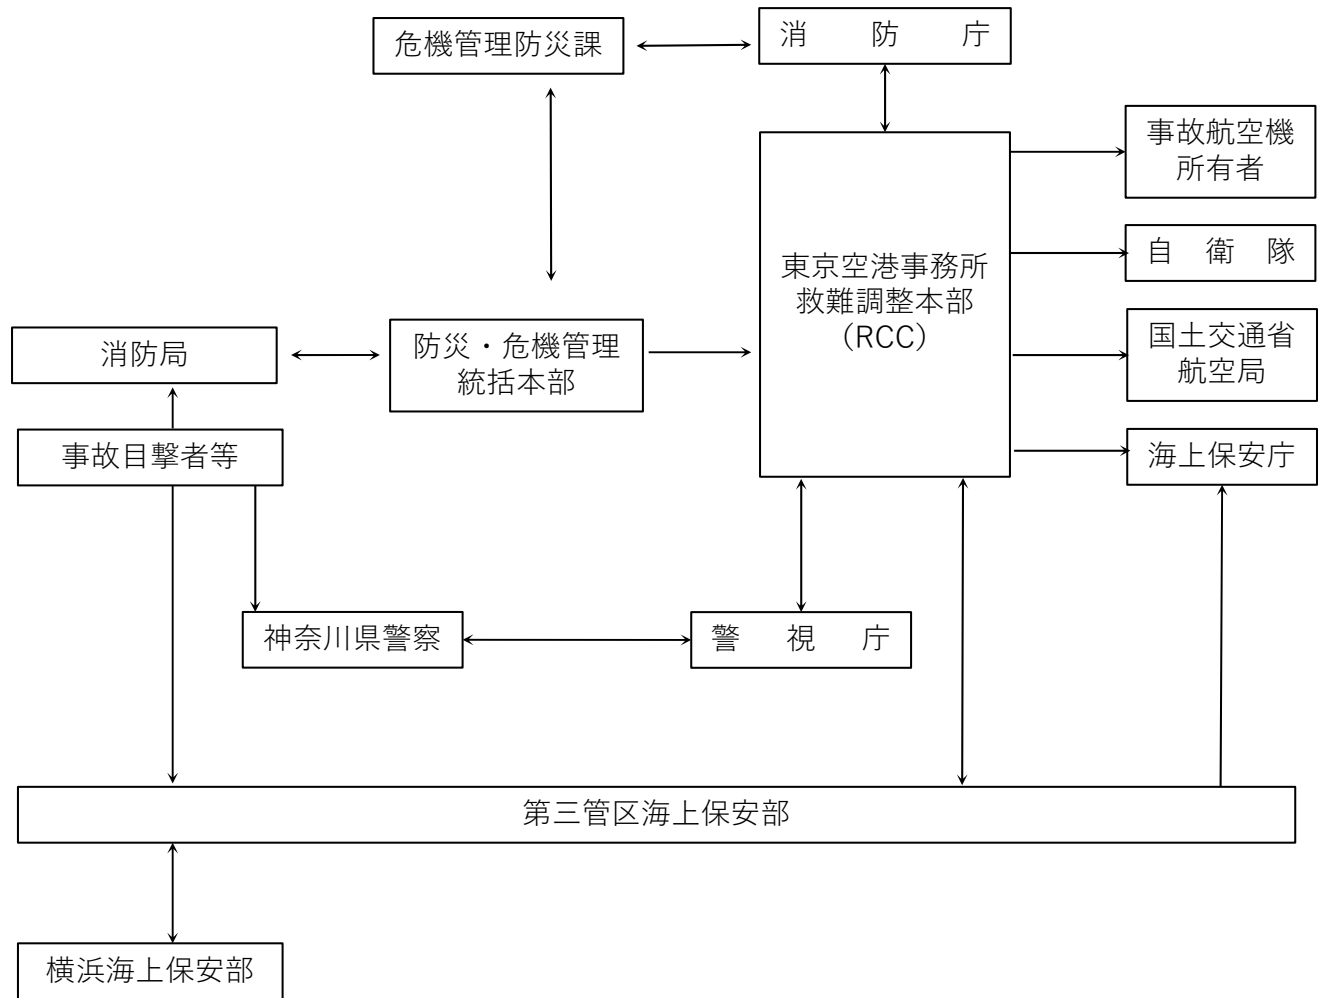 危機管理防災課
消防庁
事故航空機
所有者
自衛隊
東京空港事務所
救難調整本部
（RCC）
国土交通省
航空局
消防局
防災・危機管理
統括本部
事故目撃者等
海上保安庁
神奈川県警察
警視庁
第三管区海上保安部
横浜海上保安部